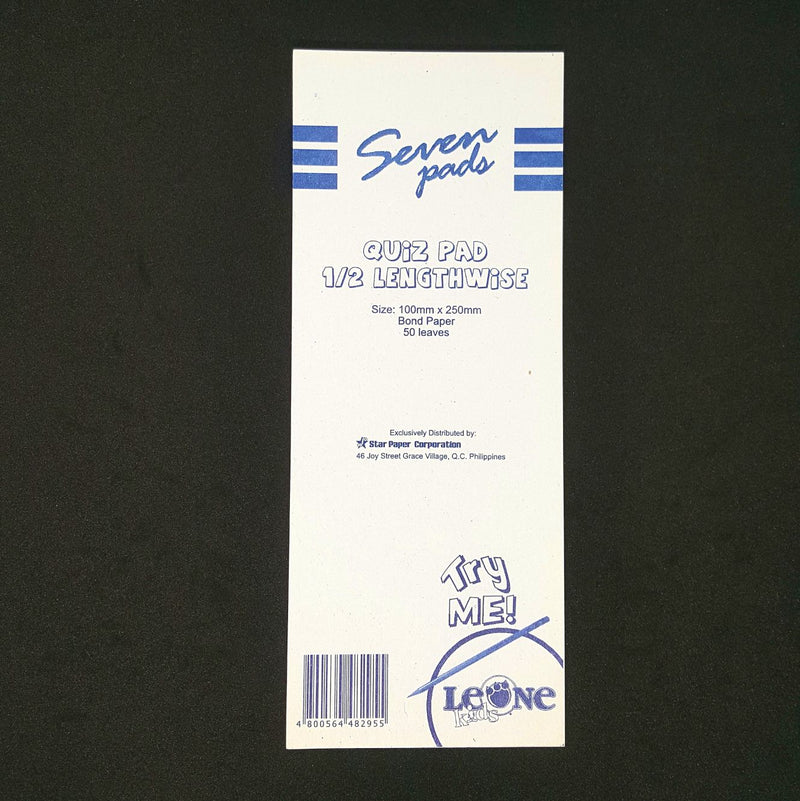 Seven
pads
QUiZ PAD
1/2 LENGTHWiSE
Size: 100mm x 250mm
Bond Paper
50 leaves
Exclusively Distributed by:
Star Paper Corporation
46 Joy Street Grace Village, Q.C. Philippines
Try
ME!
LeONe
kids
4 800564 482955